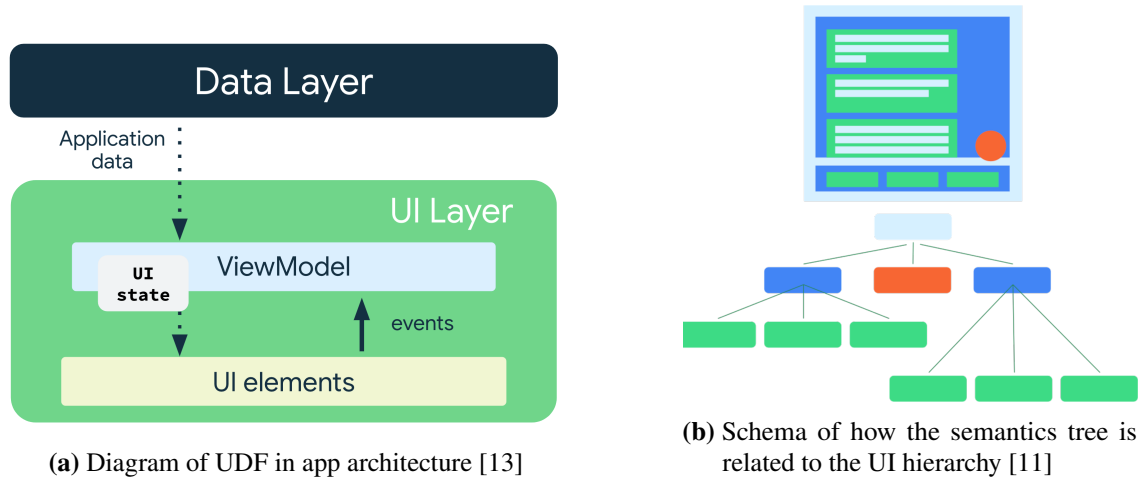 Data Layer
Application
data
UI Layer
ViewModel
UI
state
events
UI elements
(a) Diagram of UDF in app architecture [13]
(b) Schema of how the semantics tree is
related to the UI hierarchy [11]